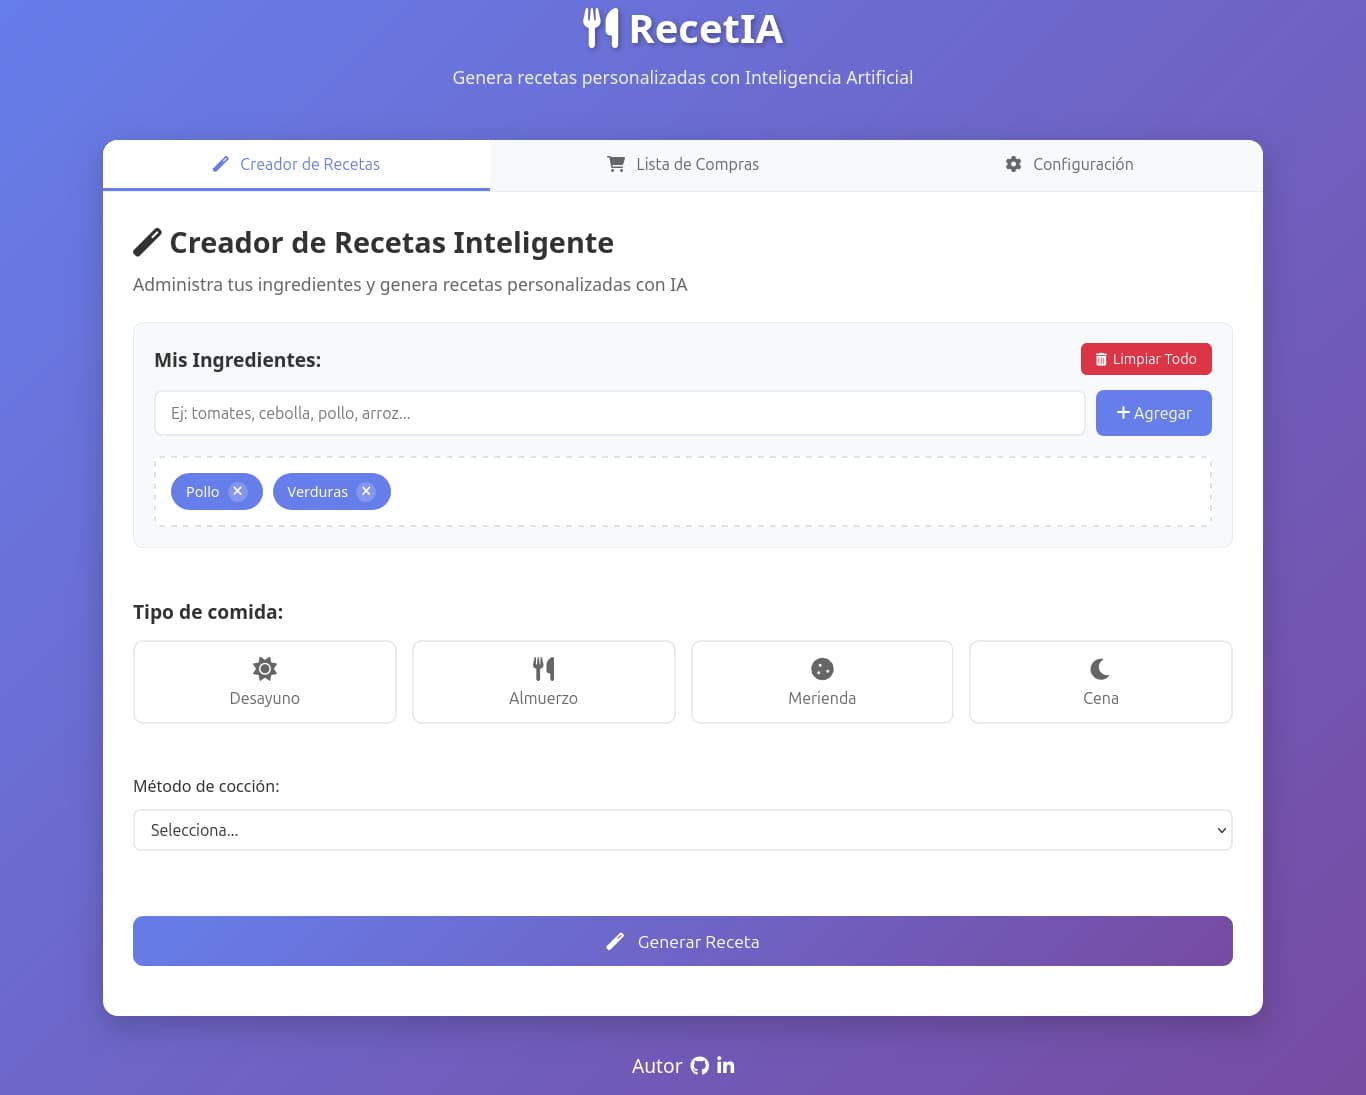 RecetIA
Genera recetas personalizadas con Inteligencia Artificial
Creador de Recetas
Lista de Compras
Configuración
Creador de Recetas Inteligente
Administra tus ingredientes y genera recetas personalizadas con IA
Mis Ingredientes:
Limpiar Todo
Ej: tomates, cebolla, pollo, arroz...
+ Agregar
Pollo ×
Verduras ×
Tipo de comida:
Desayuno
Almuerzo
Merienda
Cena
Método de cocción:
Selecciona...
Generar Receta
Autor in